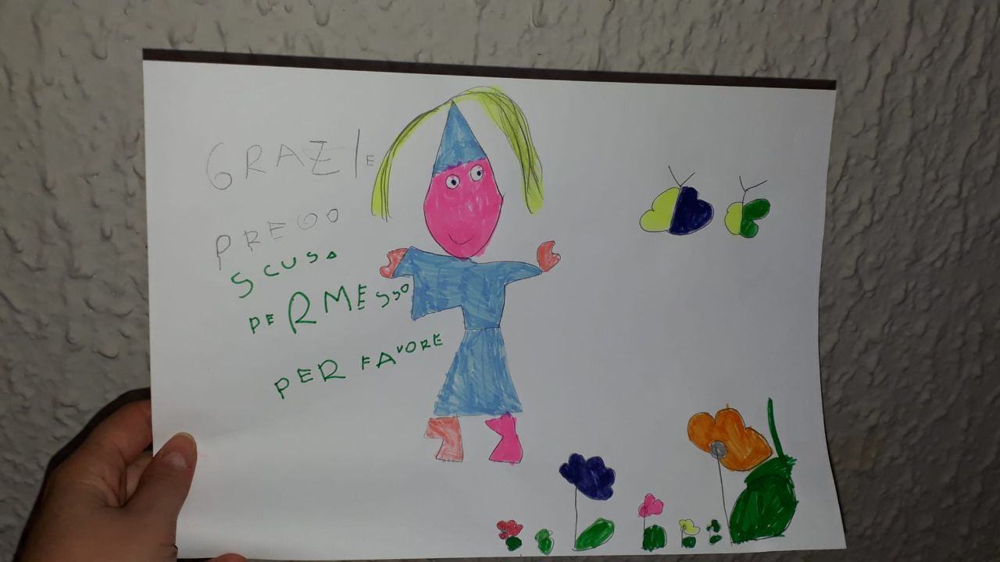 GRAZIE
PREGO
SCUSA
PERMESSO
PER FAVORE